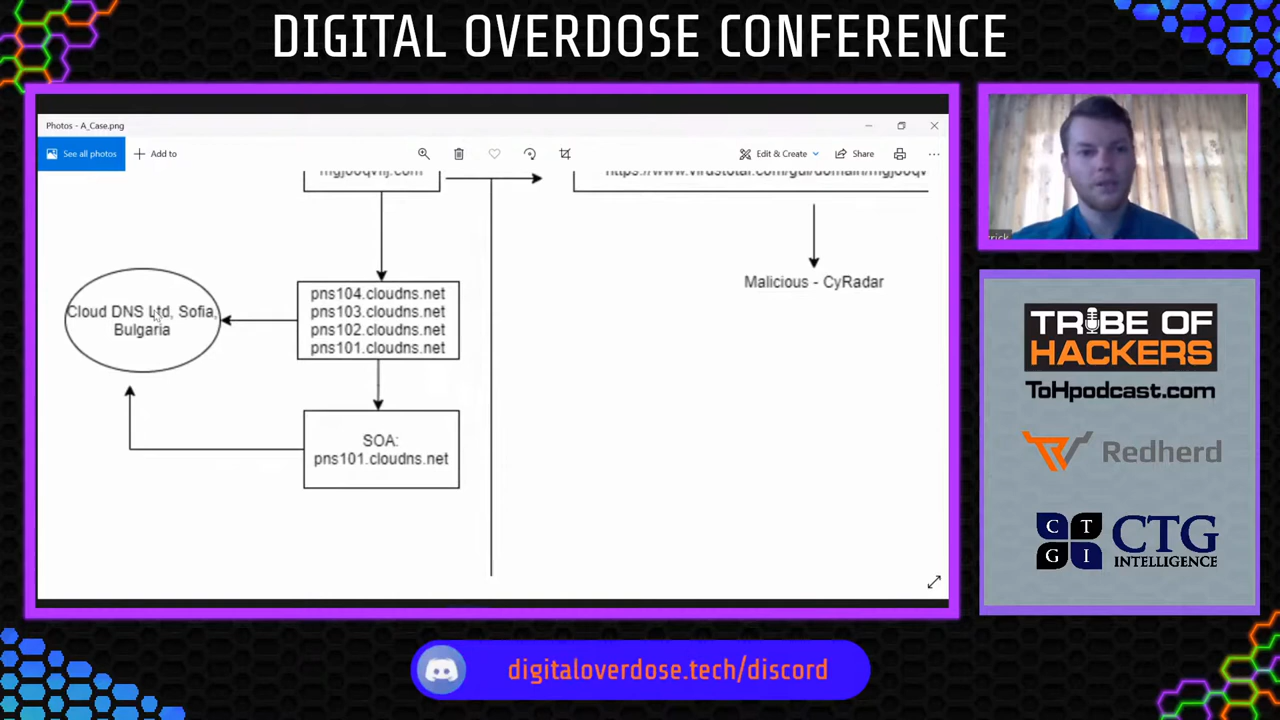 DIGITAL OVERDOSE CONFERENCE
Photos - A_Case.png
See all photos
Add to
Edit & Create
Share
Cloud DNS Ltd, Sofia,
Bulgaria
pns104.cloudns.net
pns103.cloudns.net
pns102.cloudns.net
pns101.cloudns.net
SOA:
pns101.cloudns.net
Malicious - CyRadar
TRIBE OF
HACKERS
ToHpodcast.com
Redherd
CTGI
CTG
INTELLIGENCE
digitaloverdose.tech/discord